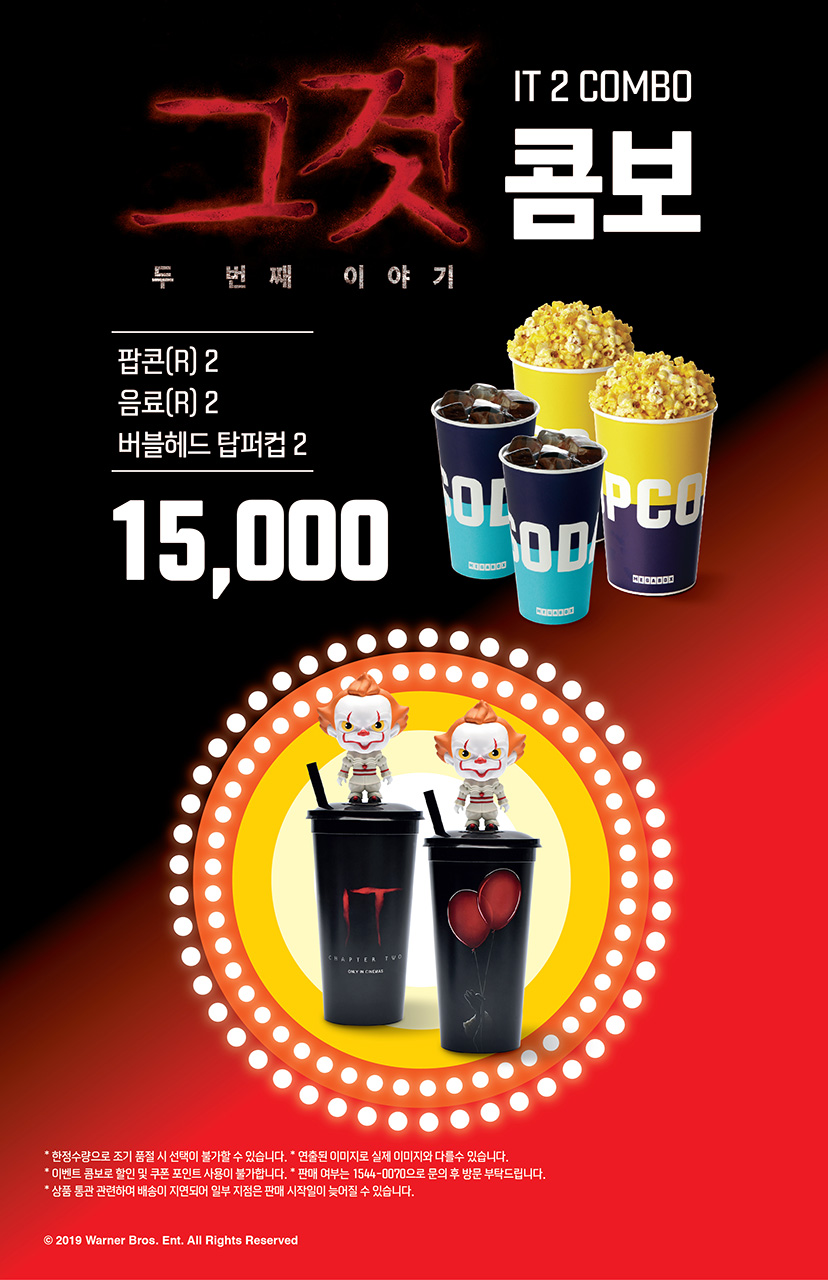 그것
두 번째 이야기
IT 2 COMBO
콤보
팝콘(R) 2
음료(R) 2
버블헤드 탑퍼컵 2
15,000
SOD
SODA
PCO
MEGABOX
MEGABOX
MEGABOX
IT
CHAPTER TWO
ONLY IN CINEMAS
* 한정수량으로 조기 품절 시 선택이 불가할 수 있습니다. * 연출된 이미지로 실제 이미지와 다를수 있습니다.
* 이벤트 콤보로 할인 및 쿠폰 포인트 사용이 불가합니다. * 판매 여부는 1544-0070으로 문의 후 방문 부탁드립니다.
* 상품 통관 관련하여 배송이 지연되어 일부 지점은 판매 시작일이 늦어질 수 있습니다.
© 2019 Warner Bros. Ent. All Rights Reserved